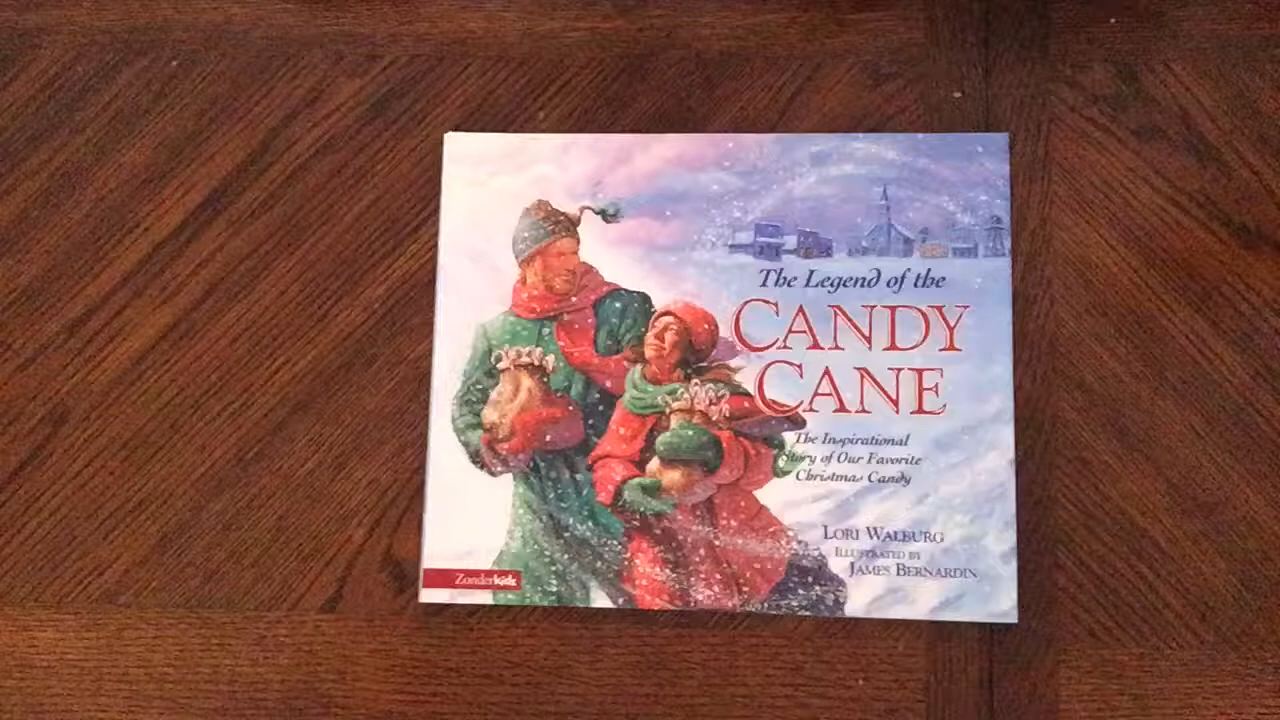 The Legend of the
CANDY
CANE
The Inspirational
Story of Our Favorite
Christmas Candy
LORI WALBURG
ILLUSTRATED BY
JAMES BERNARDIN
Zonderkidz